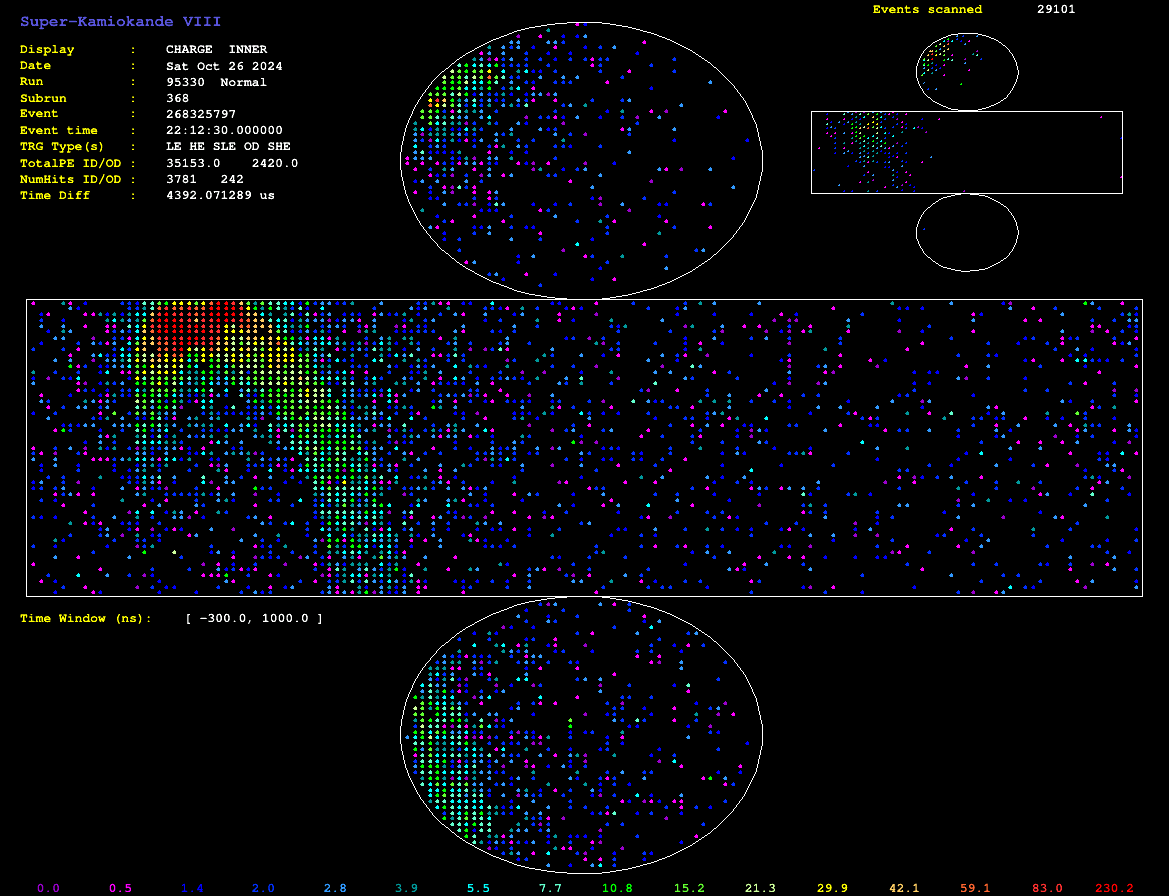 Super-Kamiokande VIII
Display : CHARGE INNER
Date : Sat Oct 26 2024
Run : 95330 Normal
Subrun : 368
Event : 268325797
Event time : 22:12:30.000000
TRG Type(s) : LE HE SLE OD SHE
TotalPE ID/OD : 35153.0 2420.0
NumHits ID/OD : 3781 242
Time Diff : 4392.071289 us
Events scanned 29101
Time Window (ns): [ -300.0, 1000.0 ]
0.0 0.5 1.4 2.0 2.8 3.9 5.5 7.7 10.8 15.2 21.3 29.9 42.1 59.1 83.0 230.2